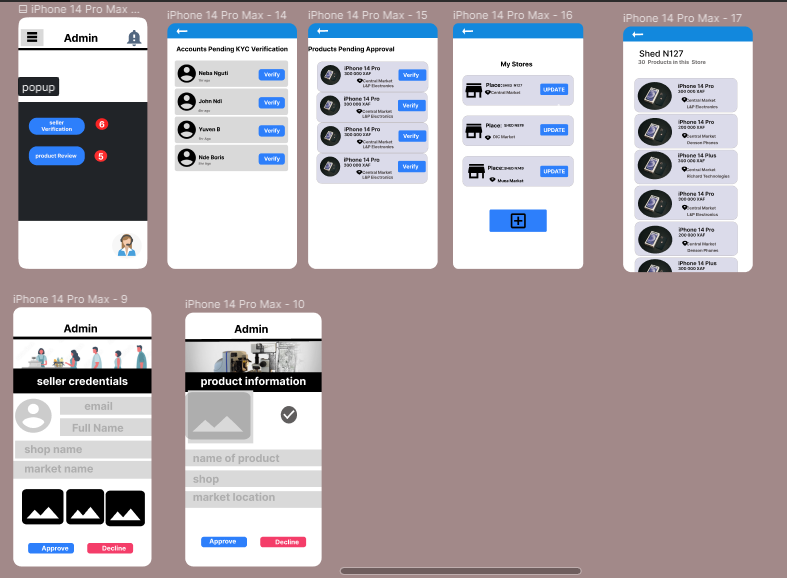 iPhone 14 Pro Max ...
Admin
popup
seller
Verification
6
product Review
5
iPhone 14 Pro Max - 14
Accounts Pending KYC Verification
Neba Nguti
Verify
John Ndi
Verify
Yuven B
Verify
Nde Boris
Verify
iPhone 14 Pro Max - 15
Products Pending Approval
iPhone 14 Pro
300 000 XAF
Central Market
L&P Electronics
Verify
iPhone 14 Pro
300 000 XAF
Central Market
L&P Electronics
Verify
iPhone 14 Pro
300 000 XAF
Central Market
L&P Electronics
Verify
iPhone 14 Pro
300 000 XAF
Central Market
L&P Electronics
Verify
iPhone 14 Pro Max - 16
My Stores
Place: SHED N127
Central Market
UPDATE
Place:
Market
UPDATE
Place:
Market
UPDATE
iPhone 14 Pro Max - 17
Shed N127
30 Products in this Store
iPhone 14 Pro
300 000 XAF
Central Market
L&P Electronics
iPhone 14 Pro
200 000 XAF
Central Market
Denson Phones
iPhone 14 Plus
350 000 XAF
Central Market
Richard Technologies
iPhone 14 Pro
300 000 XAF
Central Market
L&P Electronics
iPhone 14 Pro
200 000 XAF
Central Market
Denson Phones
iPhone 14 Plus
iPhone 14 Pro Max - 9
Admin
seller credentials
email
Full Name
shop name
market name
Approve
Decline
iPhone 14 Pro Max - 10
Admin
product information
name of product
shop
market location
Approve
Decline